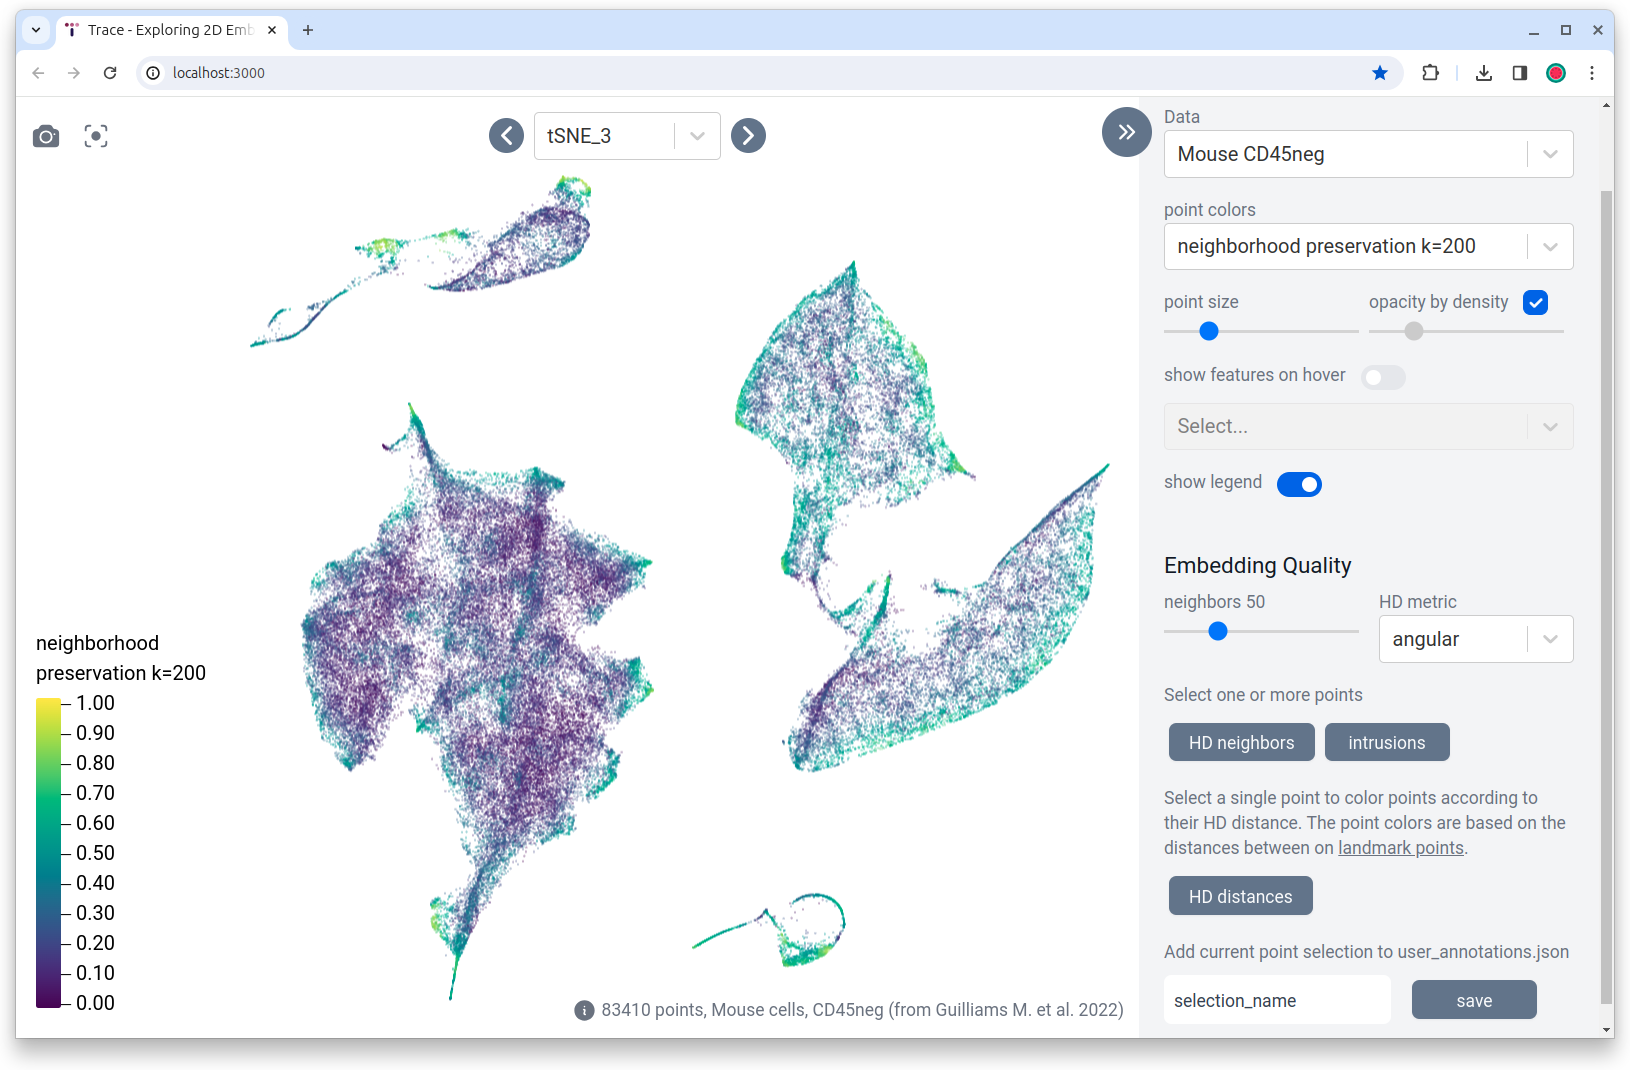 Trace - Exploring 2D Emb
localhost:3000
tSNE_3
neighborhood
preservation k=200
1.00
0.90
0.80
0.70
0.60
0.50
0.40
0.30
0.20
0.10
0.00
83410 points, Mouse cells, CD45neg (from Guilliams M. et al. 2022)
Data
Mouse CD45neg
point colors
neighborhood preservation k=200
point size
opacity by density
show features on hover
Select...
show legend
Embedding Quality
neighbors 50
HD metric
angular
Select one or more points
HD neighbors
intrusions
Select a single point to color points according to
their HD distance. The point colors are based on the
distances between on landmark points.
HD distances
Add current point selection to user_annotations.json
selection_name
save